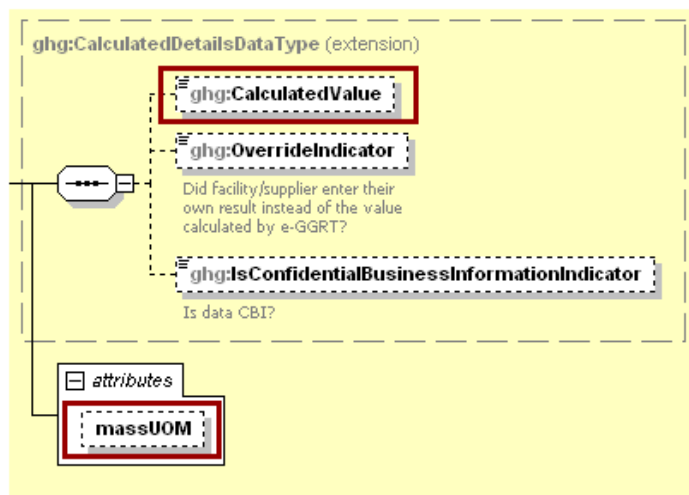 ghg:CalculatedDetailsDataType (extension)
ghg:CalculatedValue
ghg:OverrideIndicator
Did facility/supplier enter their
own result instead of the value
calculated by e-GGRT?
ghg:IsConfidentialBusinessInformationIndicator
Is data CBI?
attributes
massUOM